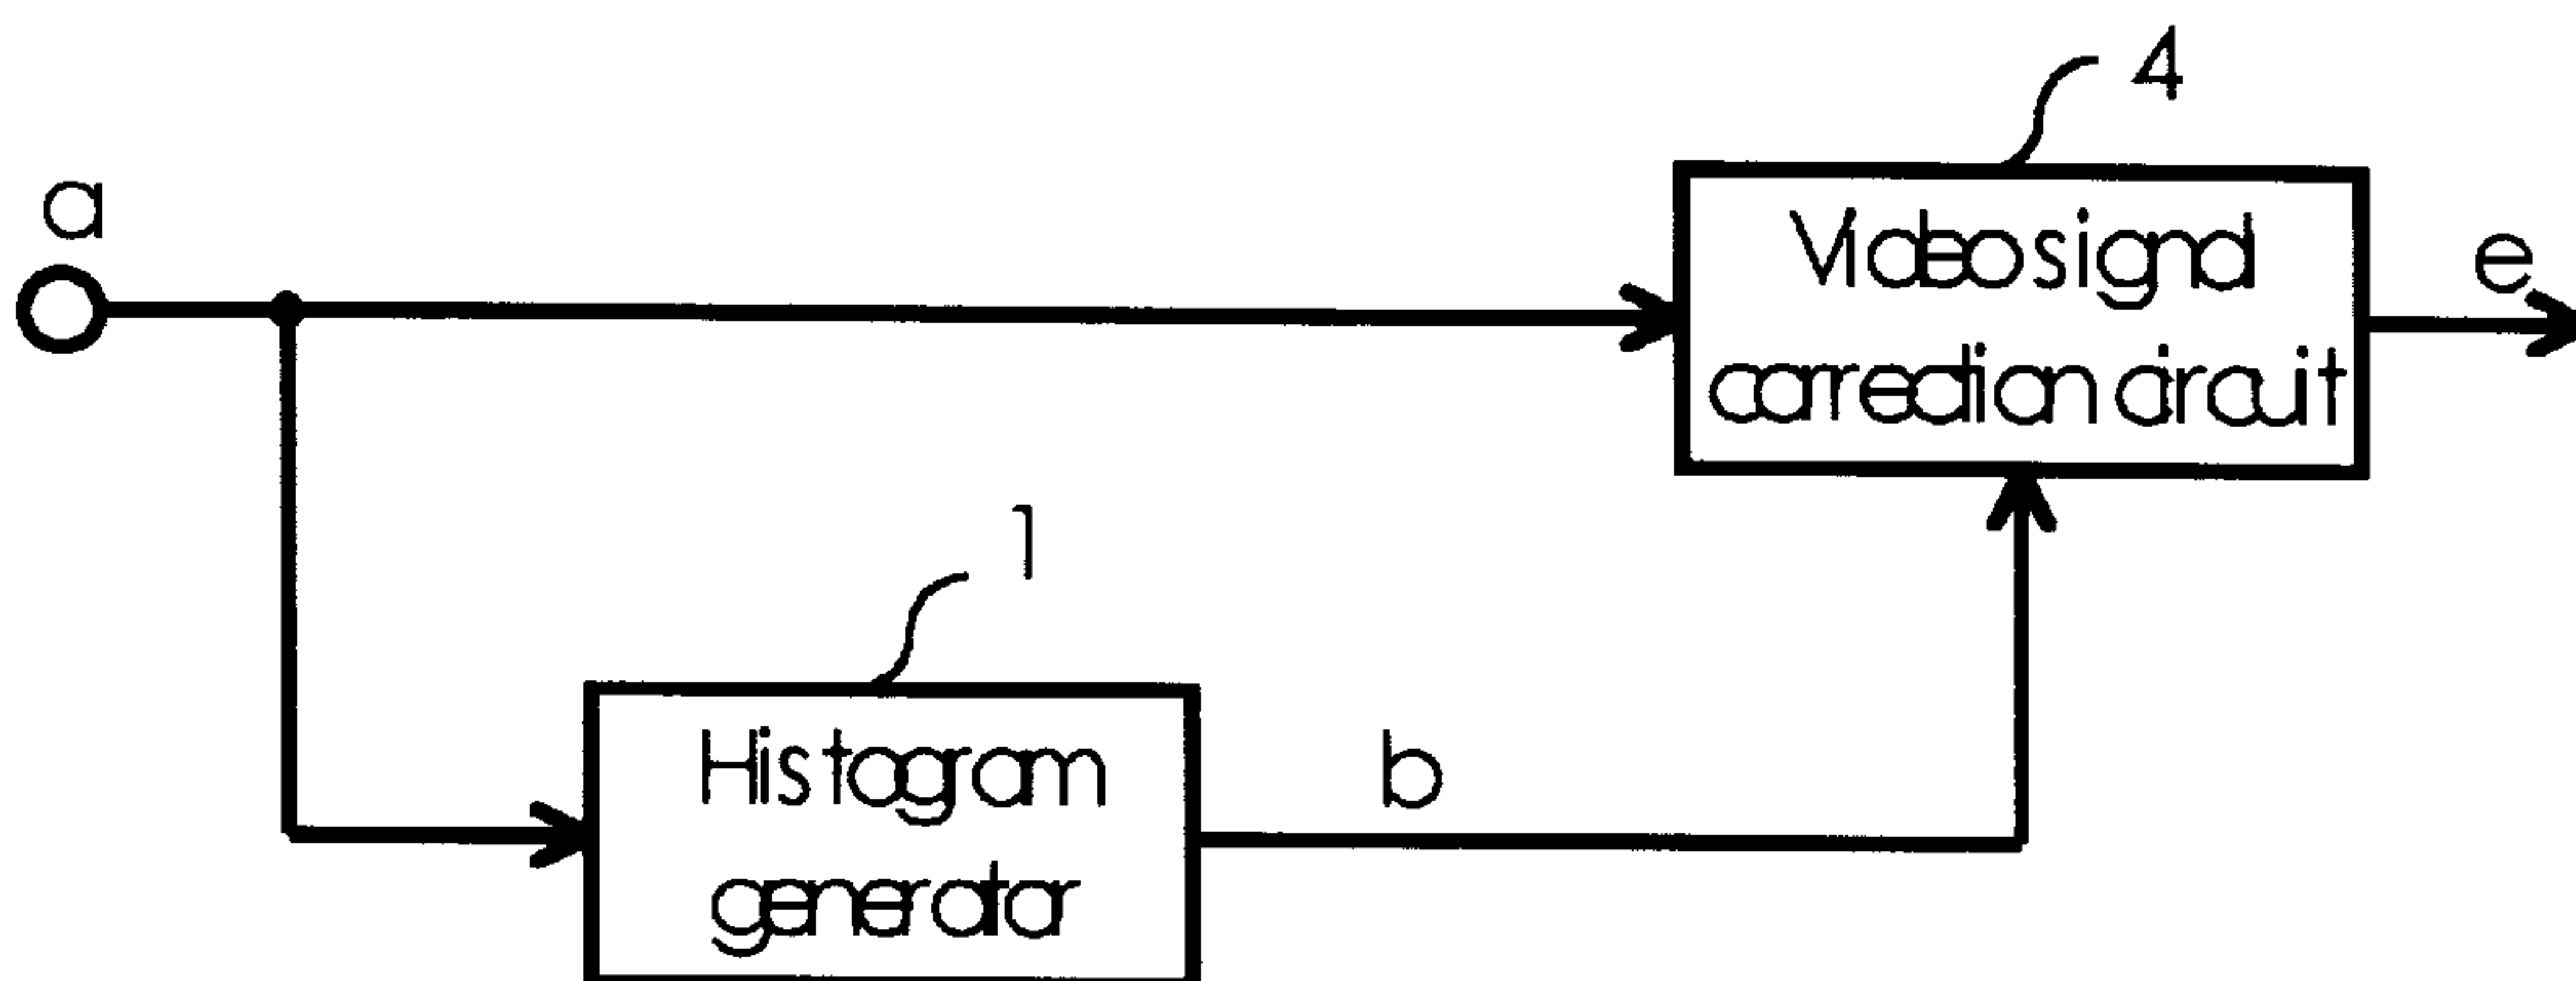 4
a
Video signal
correction circuit
e
1
Histogram
generator
b